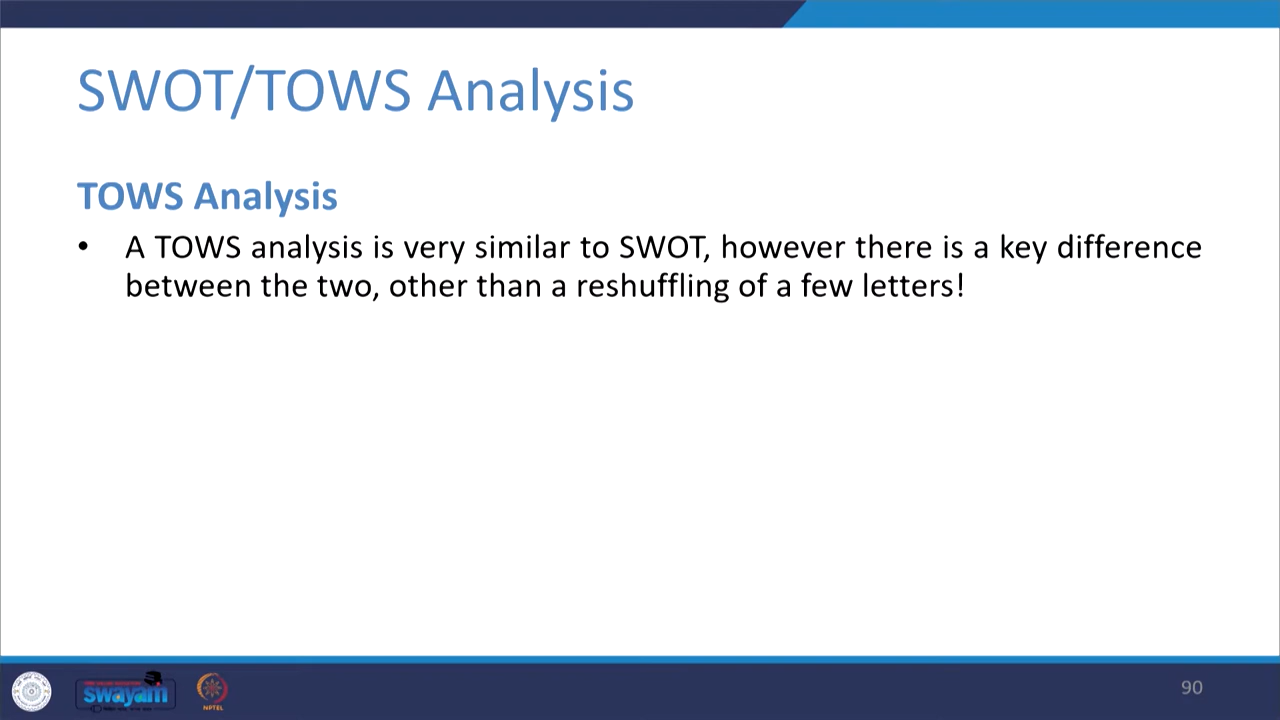 SWOT/TOWS Analysis
TOWS Analysis
• A TOWS analysis is very similar to SWOT, however there is a key difference
between the two, other than a reshuffling of a few letters!
swayam
NPTEL
90